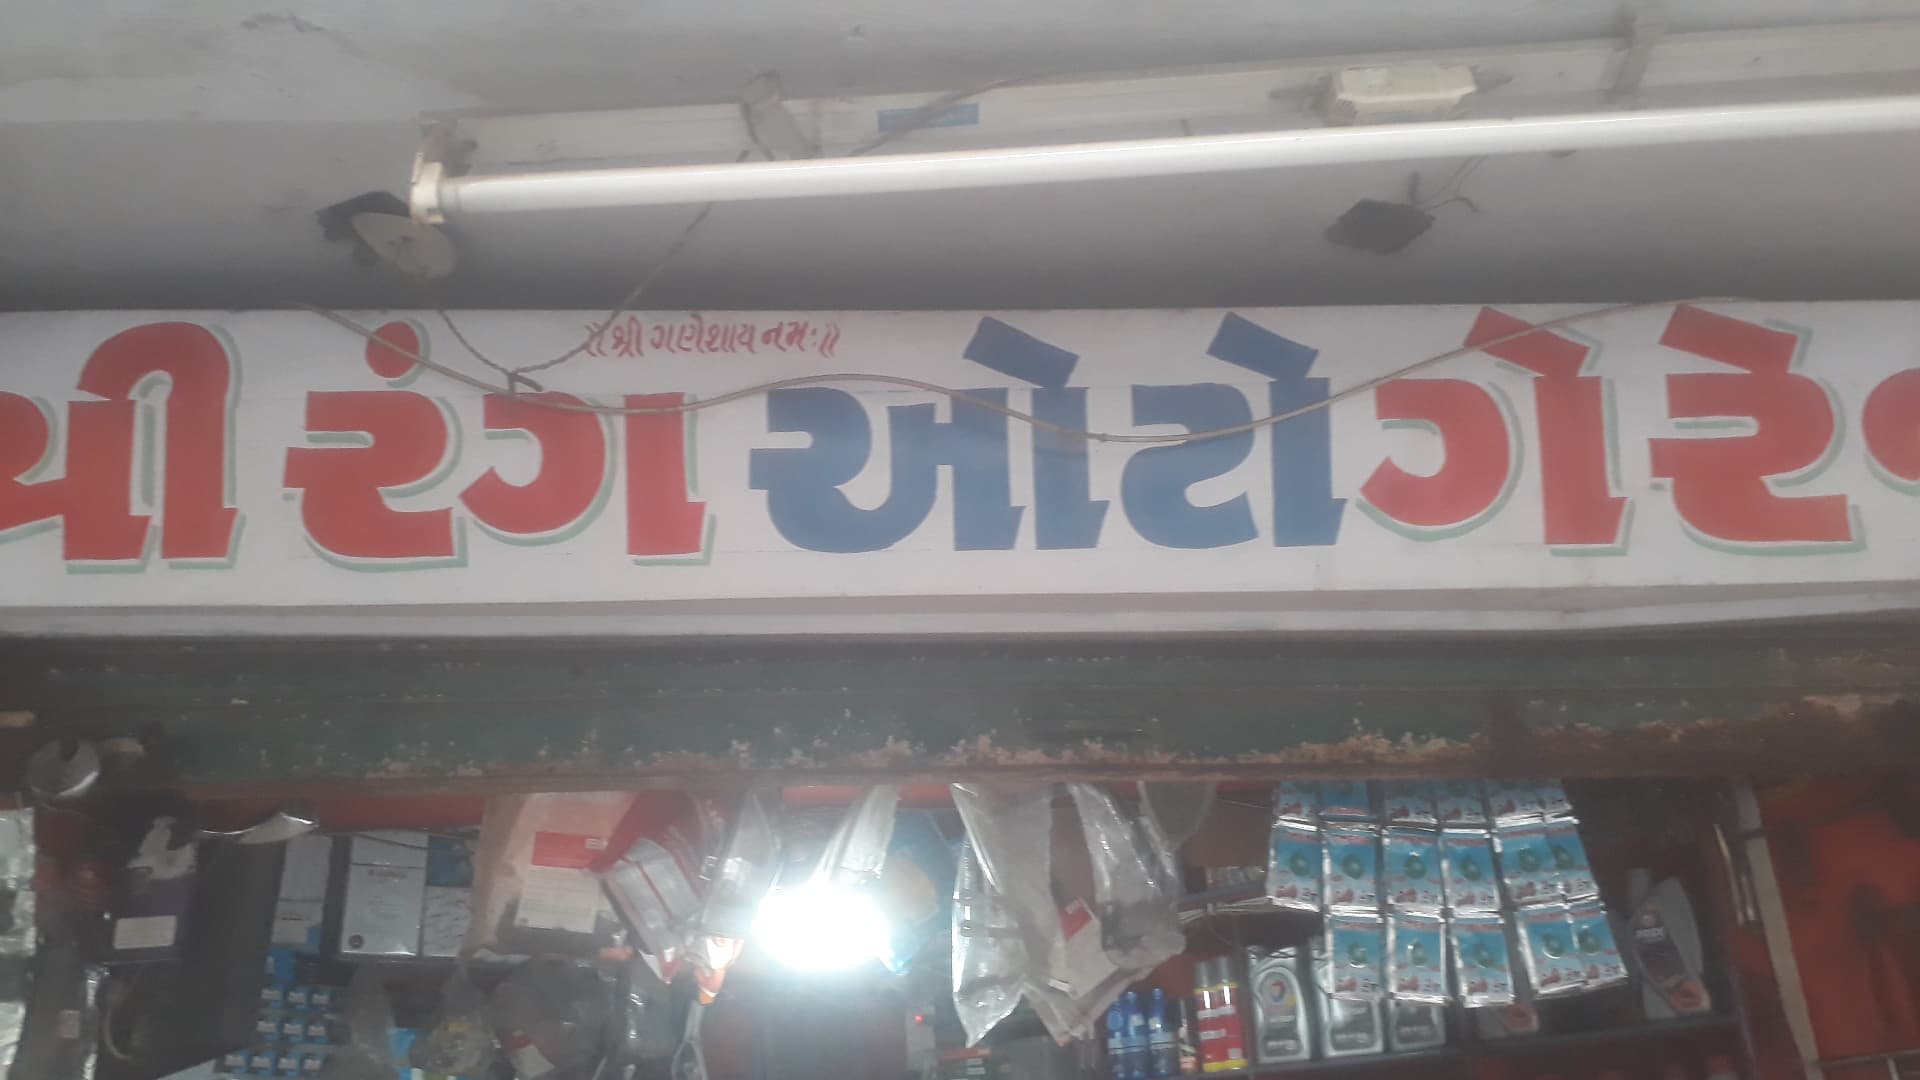 ॥ શ્રી ગણેશાય નમઃ ॥
શ્રી રંગ ઓટો ગેરે